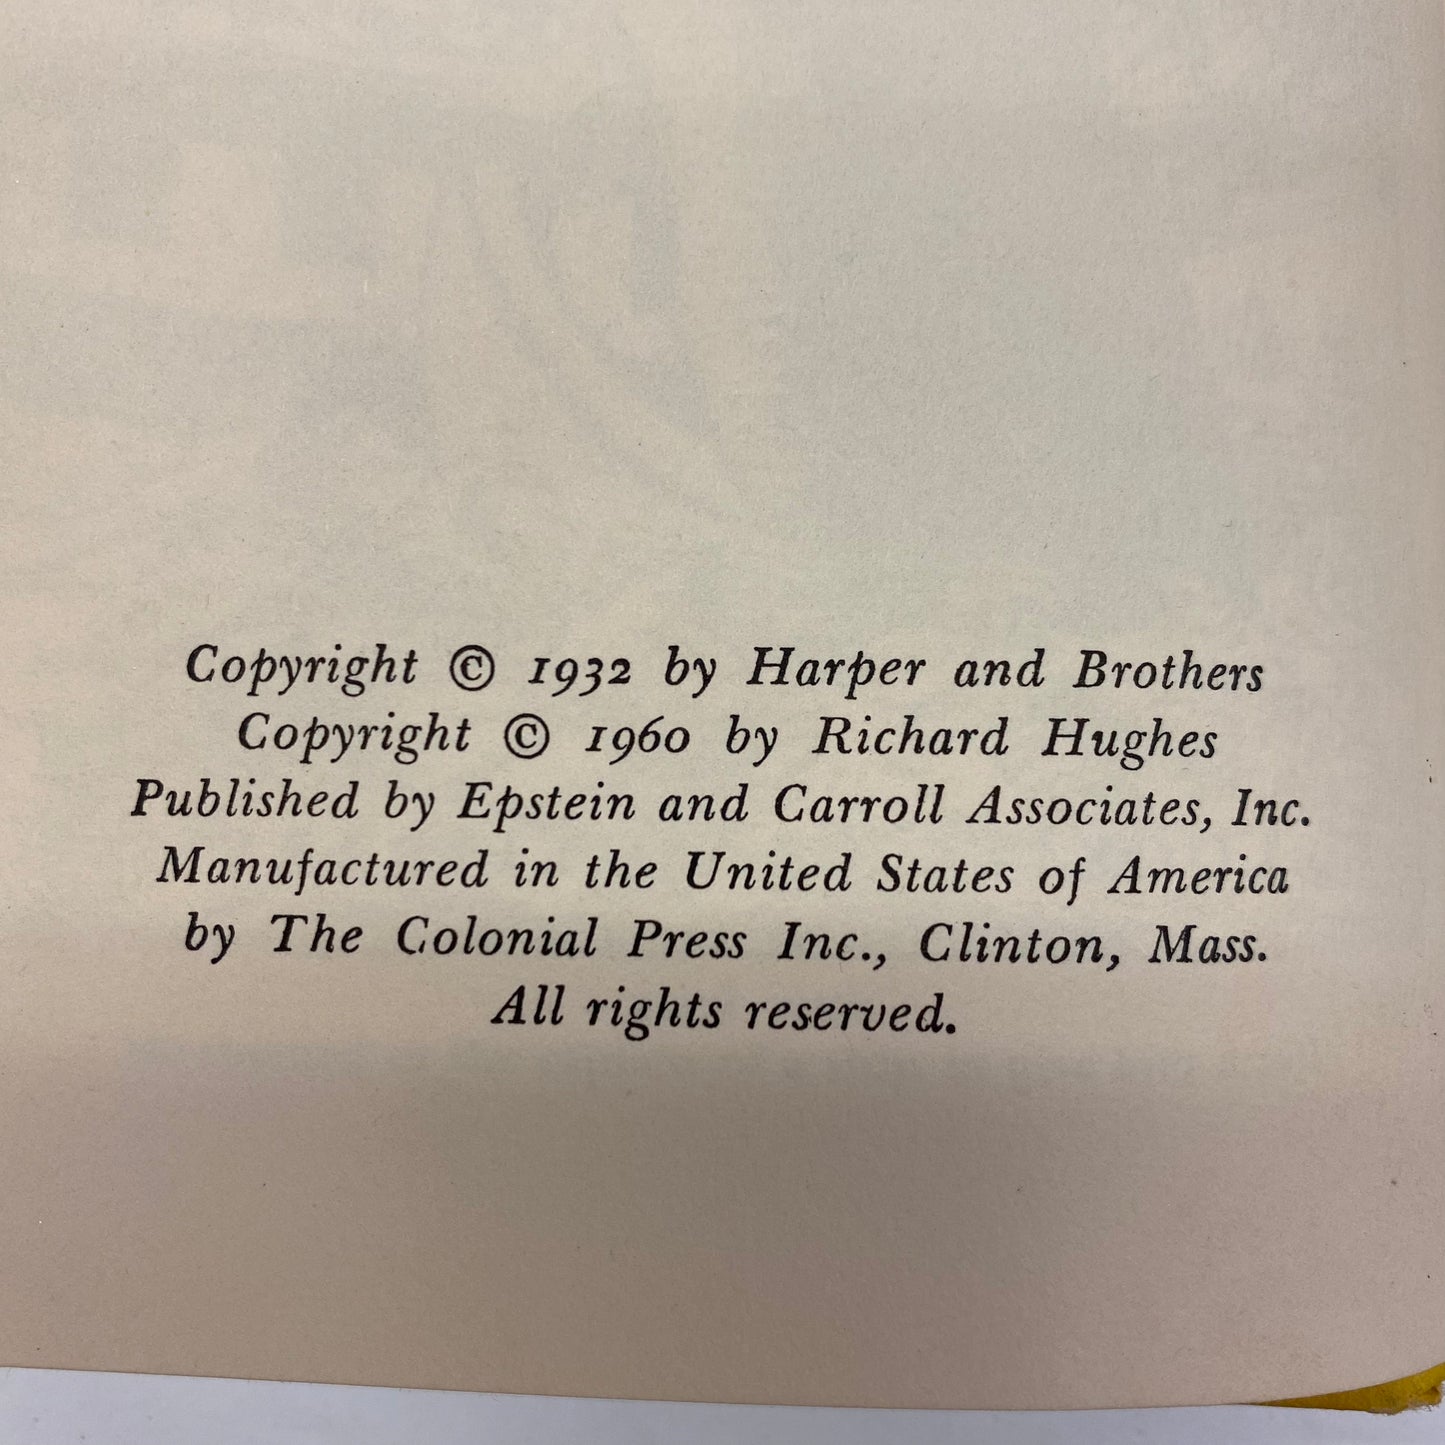 Copyright © 1932 by Harper and Brothers
Copyright © 1960 by Richard Hughes
Published by Epstein and Carroll Associates, Inc.
Manufactured in the United States of America
by The Colonial Press Inc., Clinton, Mass.
All rights reserved.